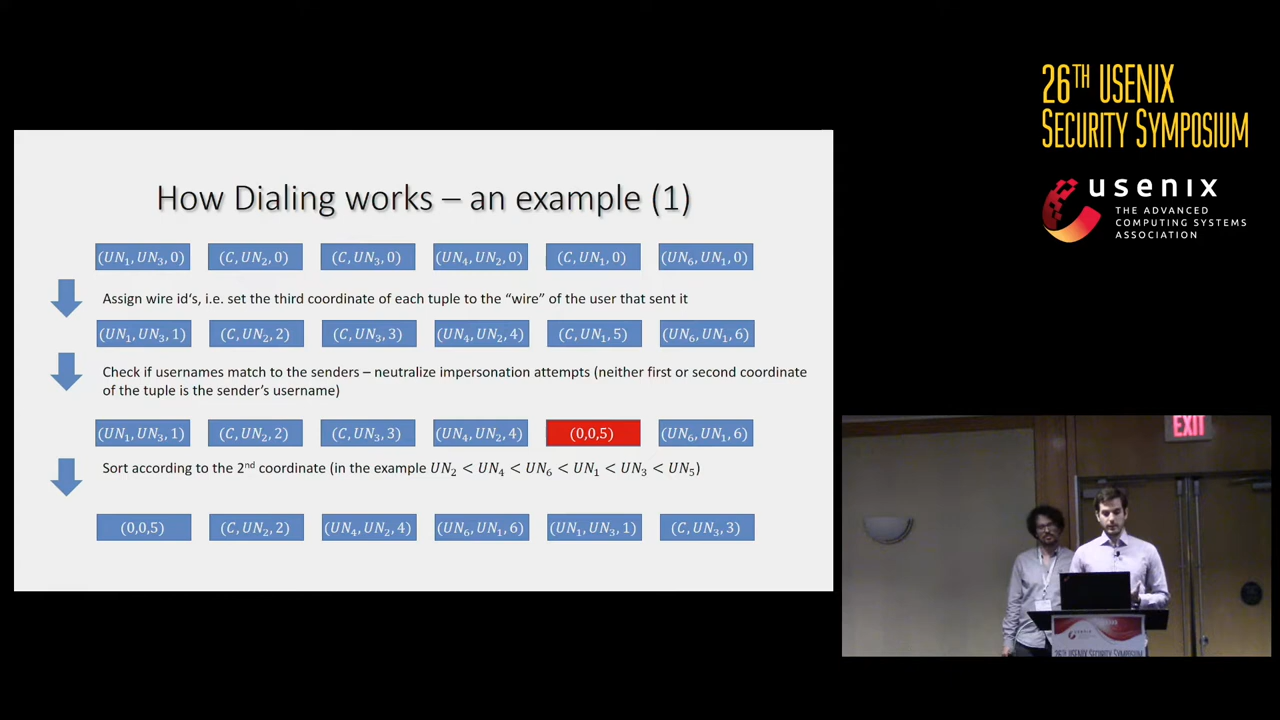 26TH USENIX
SECURITY SYMPOSIUM
usenix
THE ADVANCED
COMPUTING SYSTEMS
ASSOCIATION
How Dialing works – an example (1)
(UN₁, UN₃, 0) (C, UN₂, 0) (C, UN₃, 0) (UN₄, UN₂, 0) (C, UN₁, 0) (UN₆, UN₁, 0)
Assign wire id's, i.e. set the third coordinate of each tuple to the “wire” of the user that sent it
(UN₁, UN₃, 1) (C, UN₂, 2) (C, UN₃, 3) (UN₄, UN₂, 4) (C, UN₁, 5) (UN₆, UN₁, 6)
Check if usernames match to the senders – neutralize impersonation attempts (neither first or second coordinate
of the tuple is the sender's username)
(UN₁, UN₃, 1) (C, UN₂, 2) (C, UN₃, 3) (UN₄, UN₂, 4) (0,0,5) (UN₆, UN₁, 6)
Sort according to the 2nd coordinate (in the example UN₂ < UN₄ < UN₆ < UN₁ < UN₃ < UN₅)
(0,0,5) (C, UN₂, 2) (UN₄, UN₂, 4) (UN₆, UN₁, 6) (UN₁, UN₃, 1) (C, UN₃, 3)
EXIT
usenix
26TH USENIX SECURITY SYMPOSIUM